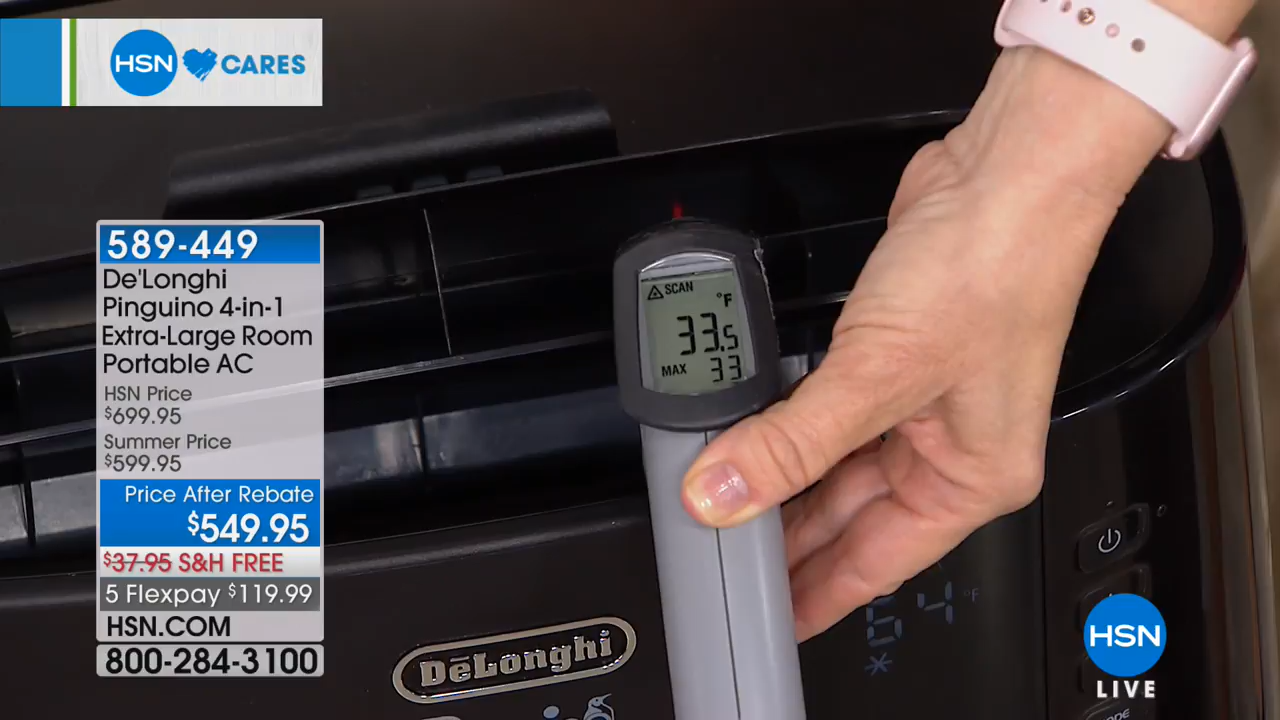 HSN CARES
589-449
De'Longhi
Pinguino 4-in-1
Extra-Large Room
Portable AC
HSN Price
$699.95
Summer Price
$599.95
Price After Rebate
$549.95
$37.95 S&H FREE
5 Flexpay $119.99
HSN.COM
800-284-3100
SCAN
°F
33.5
MAX 33
64 °F
DēLonghi
HSN
LIVE